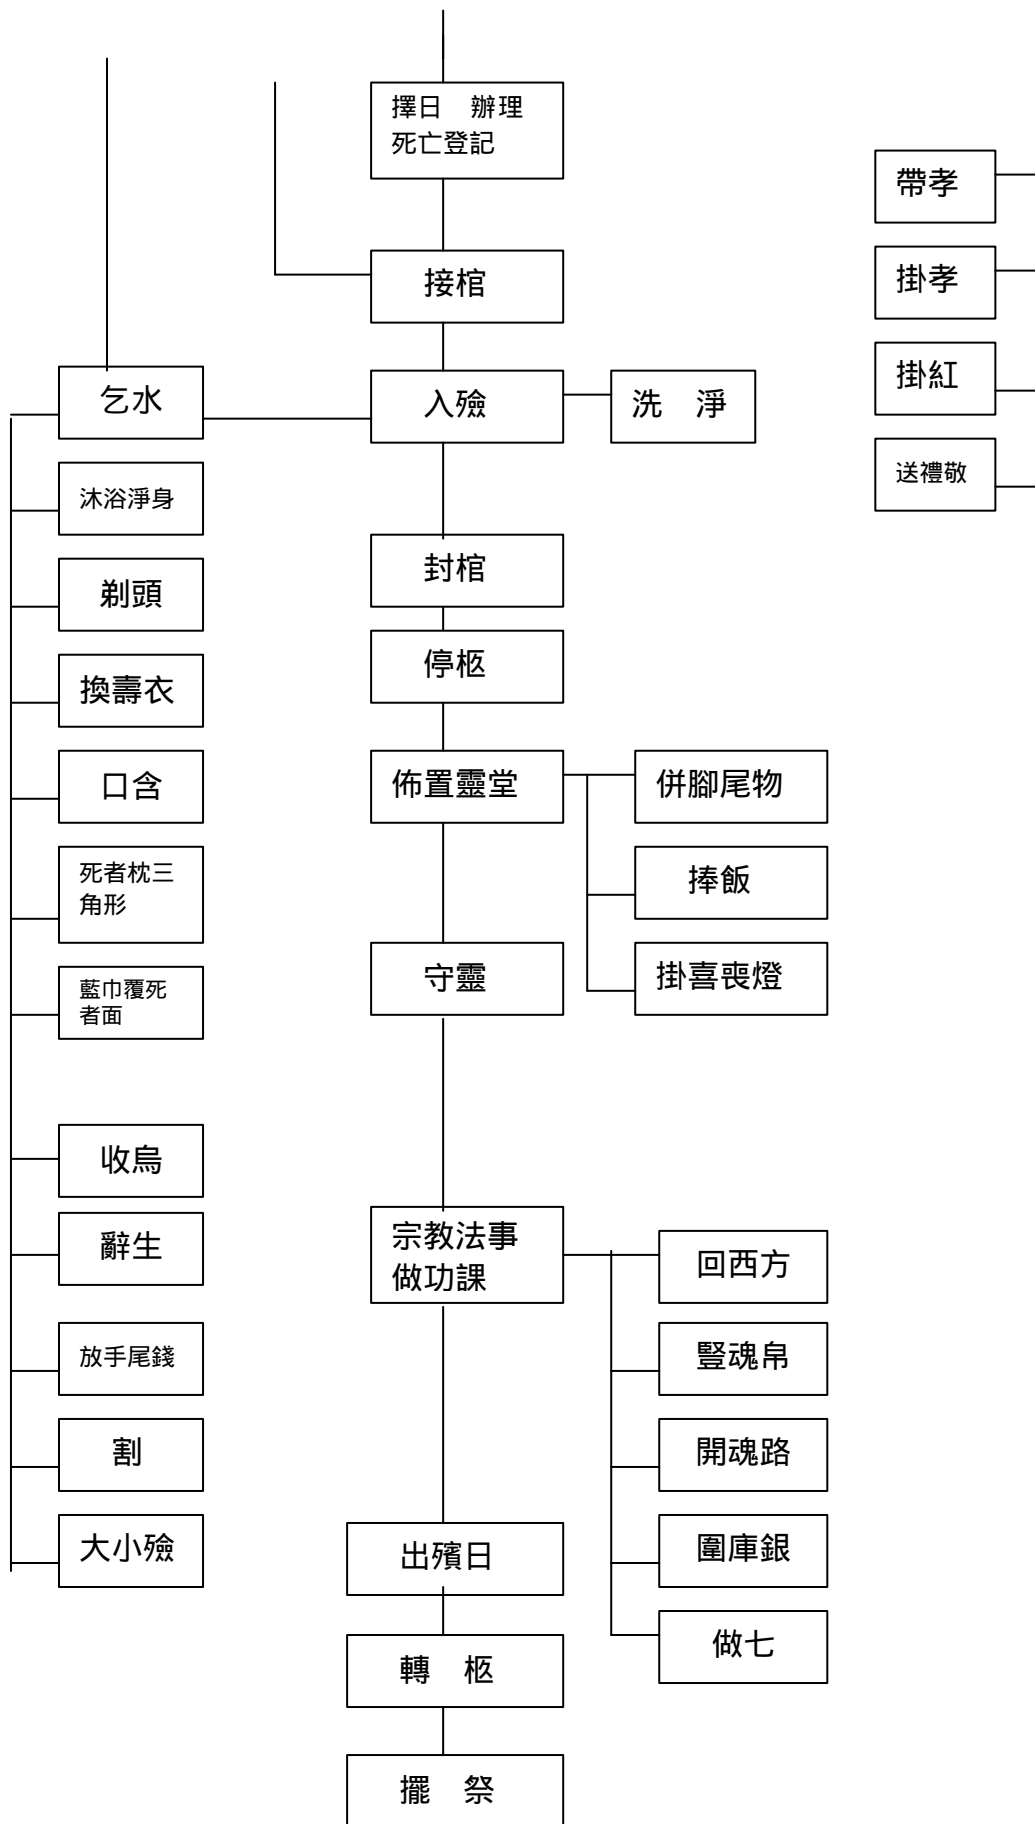 擇日　辦理
死亡登記
帶孝
接棺
掛孝
掛紅
乞水
入殮
洗　淨
送禮敬
沐浴淨身
封棺
剃頭
停柩
換壽衣
佈置靈堂
併腳尾物
口含
捧飯
死者枕三
角形
守靈
掛喜喪燈
藍巾覆死
者面
收烏
宗教法事
做功課
辭生
回西方
放手尾錢
豎魂帛
割
開魂路
大小殮
出殯日
圍庫銀
做七
轉　柩
擺　祭